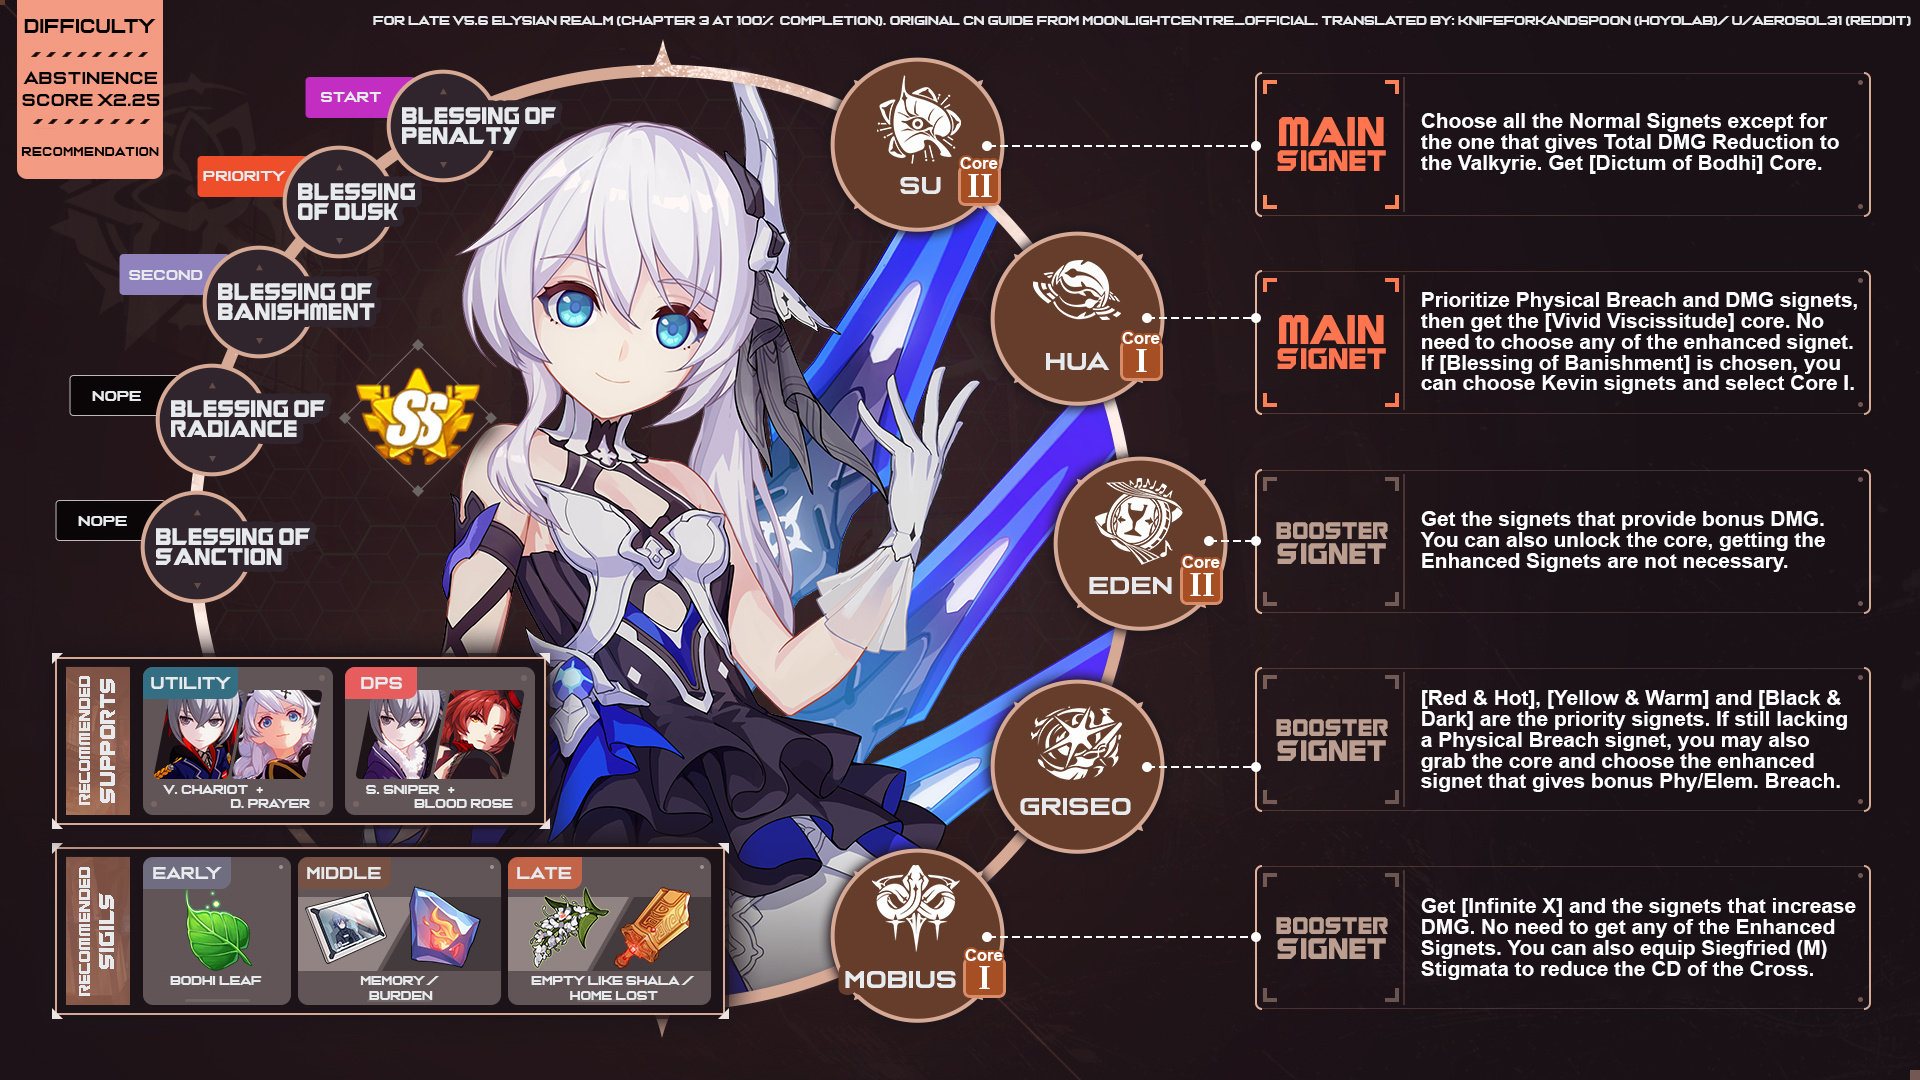 DIFFICULTY
ABSTINENCE
SCORE X2.25
RECOMMENDATION
FOR LATE V5.6 ELYSIAN REALM (CHAPTER 3 AT 100% COMPLETION). ORIGINAL CN GUIDE FROM MOONLIGHTCENTRE_OFFICIAL. TRANSLATED BY: KNIFEFORKANDSPOON (HOYOLAB)/ U/AEROSOL31 (REDDIT)
START
BLESSING OF
PENALTY
PRIORITY
BLESSING
OF DUSK
SECOND
BLESSING OF
BANISHMENT
NOPE
BLESSING OF
RADIANCE
NOPE
BLESSING OF
SANCTION
SS
SU
Core
II
MAIN
SIGNET
Choose all the Normal Signets except for
the one that gives Total DMG Reduction to
the Valkyrie. Get [Dictum of Bodhi] Core.
HUA
Core
I
MAIN
SIGNET
Prioritize Physical Breach and DMG signets,
then get the [Vivid Viscissitude] core. No
need to choose any of the enhanced signet.
If [Blessing of Banishment] is chosen, you
can choose Kevin signets and select Core I.
EDEN
Core
II
BOOSTER
SIGNET
Get the signets that provide bonus DMG.
You can also unlock the core, getting the
Enhanced Signets are not necessary.
GRISEO
BOOSTER
SIGNET
[Red & Hot], [Yellow & Warm] and [Black &
Dark] are the priority signets. If still lacking
a Physical Breach signet, you may also
grab the core and choose the enhanced
signet that gives bonus Phy/Elem. Breach.
MOBIUS
Core
I
BOOSTER
SIGNET
Get [Infinite X] and the signets that increase
DMG. No need to get any of the Enhanced
Signets. You can also equip Siegfried (M)
Stigmata to reduce the CD of the Cross.
RECOMMENDED
SUPPORTS
UTILITY
V. CHARIOT +
D. PRAYER
DPS
S. SNIPER +
BLOOD ROSE
RECOMMENDED
SIGILS
EARLY
BODHI LEAF
MIDDLE
MEMORY /
BURDEN
LATE
EMPTY LIKE SHALA /
HOME LOST